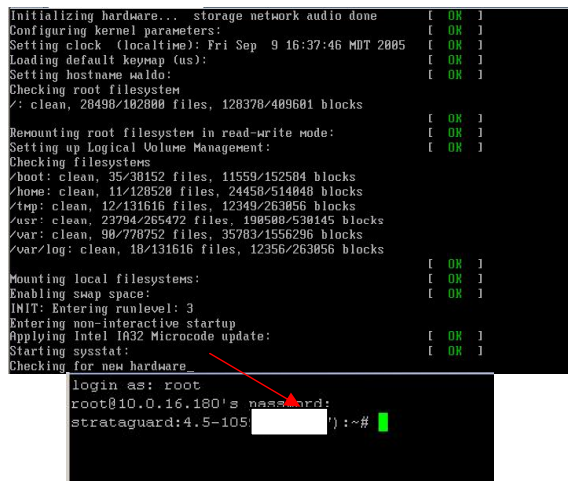 Initializing hardware... storage network audio done [ OK ]
Configuring kernel parameters: [ OK ]
Setting clock (localtime): Fri Sep 9 16:37:46 MDT 2005 [ OK ]
Loading default keymap (us): [ OK ]
Setting hostname waldo: [ OK ]
Checking root filesystem
/: clean, 28498/102800 files, 128378/409601 blocks
[ OK ]
Remounting root filesystem in read-write mode: [ OK ]
Setting up Logical Volume Management: [ OK ]
Checking filesystems
/boot: clean, 35/38152 files, 11559/152584 blocks
/home: clean, 11/128520 files, 24458/514048 blocks
/tmp: clean, 12/131616 files, 12349/263056 blocks
/usr: clean, 23794/265472 files, 190508/530145 blocks
/var: clean, 90/778752 files, 35783/1556296 blocks
/var/log: clean, 18/131616 files, 12356/263056 blocks
[ OK ]
Mounting local filesystems: [ OK ]
Enabling swap space: [ OK ]
INIT: Entering runlevel: 3
Entering non-interactive startup
Applying Intel IA32 Microcode update: [ OK ]
Starting sysstat: [ OK ]
Checking for new hardware_
login as: root
root@10.0.16.180's password:
strataguard:4.5-105 ):~#